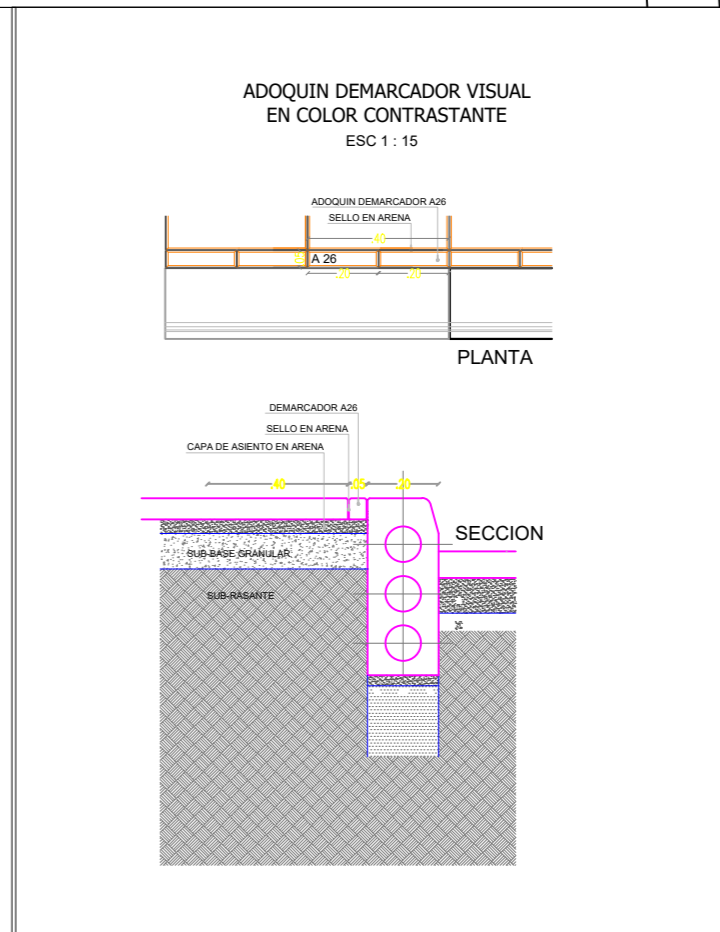 ADOQUIN DEMARCADOR VISUAL
EN COLOR CONTRASTANTE
ESC 1 : 15
ADOQUIN DEMARCADOR A26
SELLO EN ARENA
.40
A 26
.20 .20
PLANTA
DEMARCADOR A26
SELLO EN ARENA
CAPA DE ASIENTO EN ARENA
.40 .05 .20
SECCION
SUB-BASE GRANULAR
SUB-RASANTE